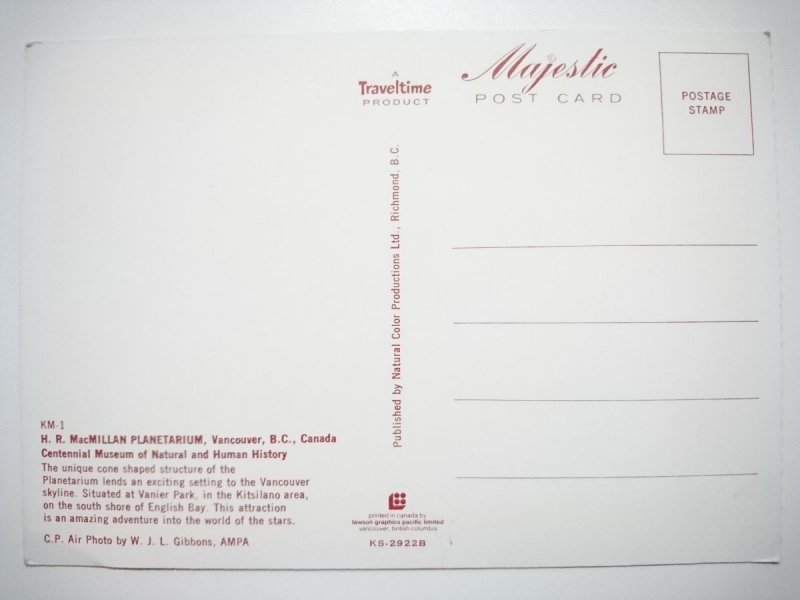 A
Traveltime
PRODUCT
Majestic®
POST CARD
POSTAGE
STAMP
Published by Natural Color Productions Ltd., Richmond, B.C.
KM-1
H. R. MacMILLAN PLANETARIUM, Vancouver, B.C., Canada
Centennial Museum of Natural and Human History
The unique cone shaped structure of the
Planetarium lends an exciting setting to the Vancouver
skyline. Situated at Vanier Park, in the Kitsilano area,
on the south shore of English Bay. This attraction
is an amazing adventure into the world of the stars.
C.P. Air Photo by W. J. L. Gibbons, AMPA
printed in canada by
lawson graphics pacific limited
vancouver, british columbia
KS-2922B